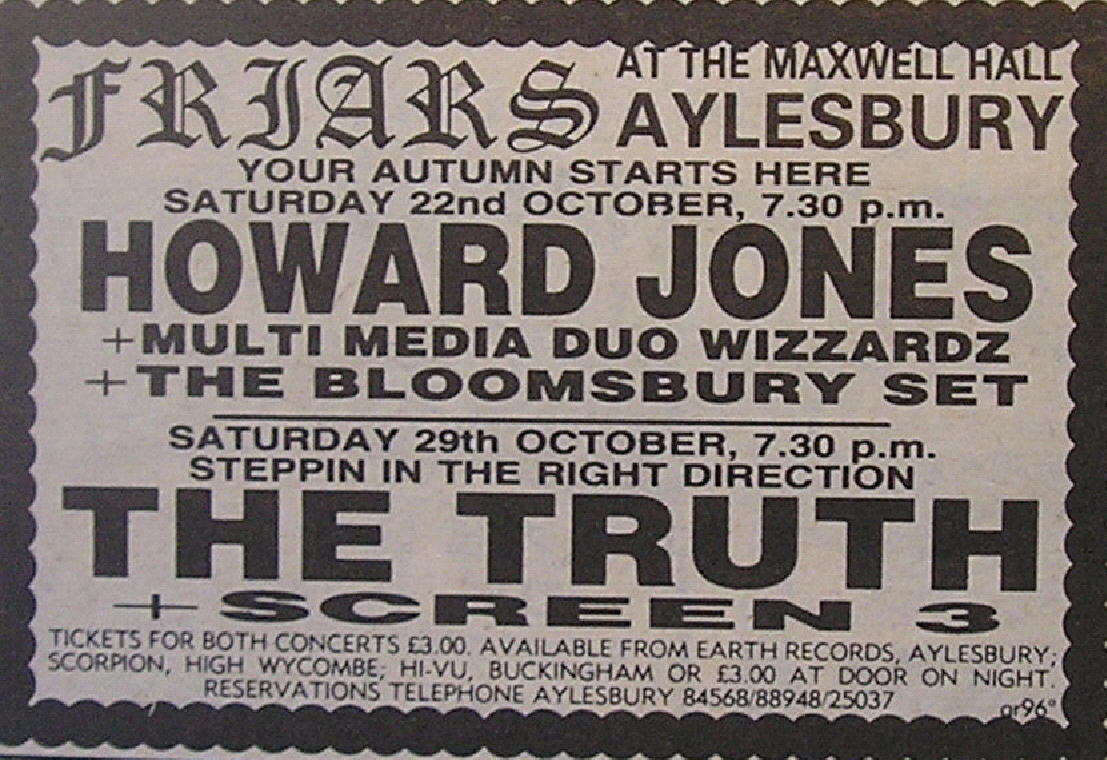 FRIARS AT THE MAXWELL HALL
AYLESBURY
YOUR AUTUMN STARTS HERE
SATURDAY 22nd OCTOBER, 7.30 p.m.
HOWARD JONES
+MULTI MEDIA DUO WIZZARDZ
+THE BLOOMSBURY SET
SATURDAY 29th OCTOBER, 7.30 p.m.
STEPPIN IN THE RIGHT DIRECTION
THE TRUTH
+SCREEN 3
TICKETS FOR BOTH CONCERTS £3.00. AVAILABLE FROM EARTH RECORDS, AYLESBURY;
SCORPION, HIGH WYCOMBE; HI-VU, BUCKINGHAM OR £3.00 AT DOOR ON NIGHT.
RESERVATIONS TELEPHONE AYLESBURY 84568/88948/25037